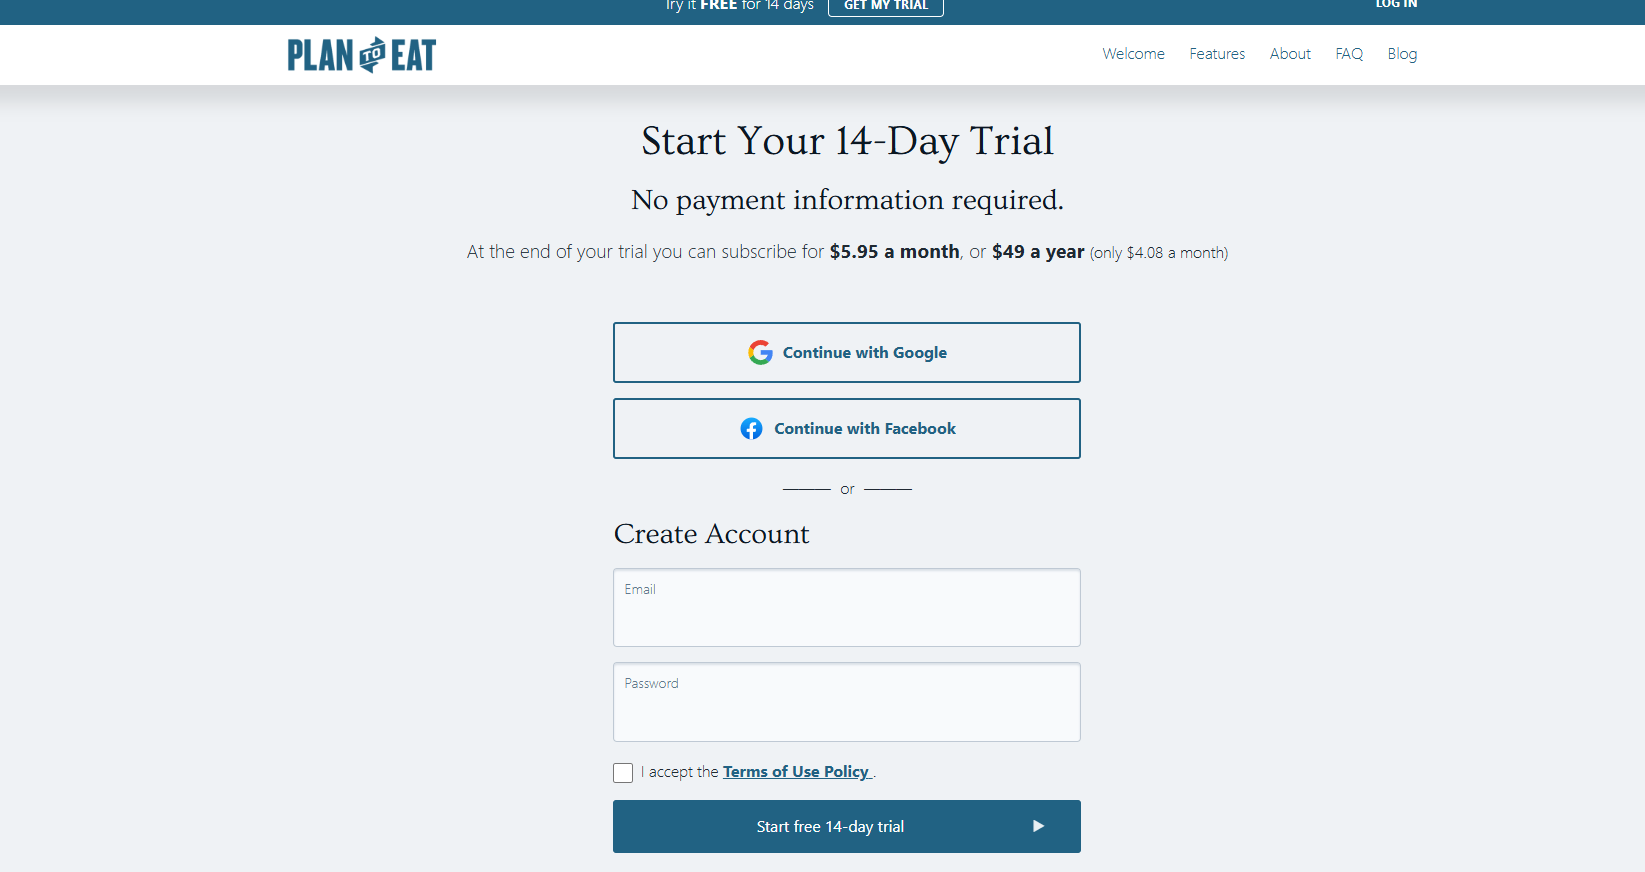 Try it FREE for 14 days GET MY TRIAL LOG IN
PLAN TO EAT Welcome Features About FAQ Blog
Start Your 14-Day Trial
No payment information required.
At the end of your trial you can subscribe for $5.95 a month, or $49 a year (only $4.08 a month)
Continue with Google
Continue with Facebook
or
Create Account
Email
Password
I accept the Terms of Use Policy .
Start free 14-day trial